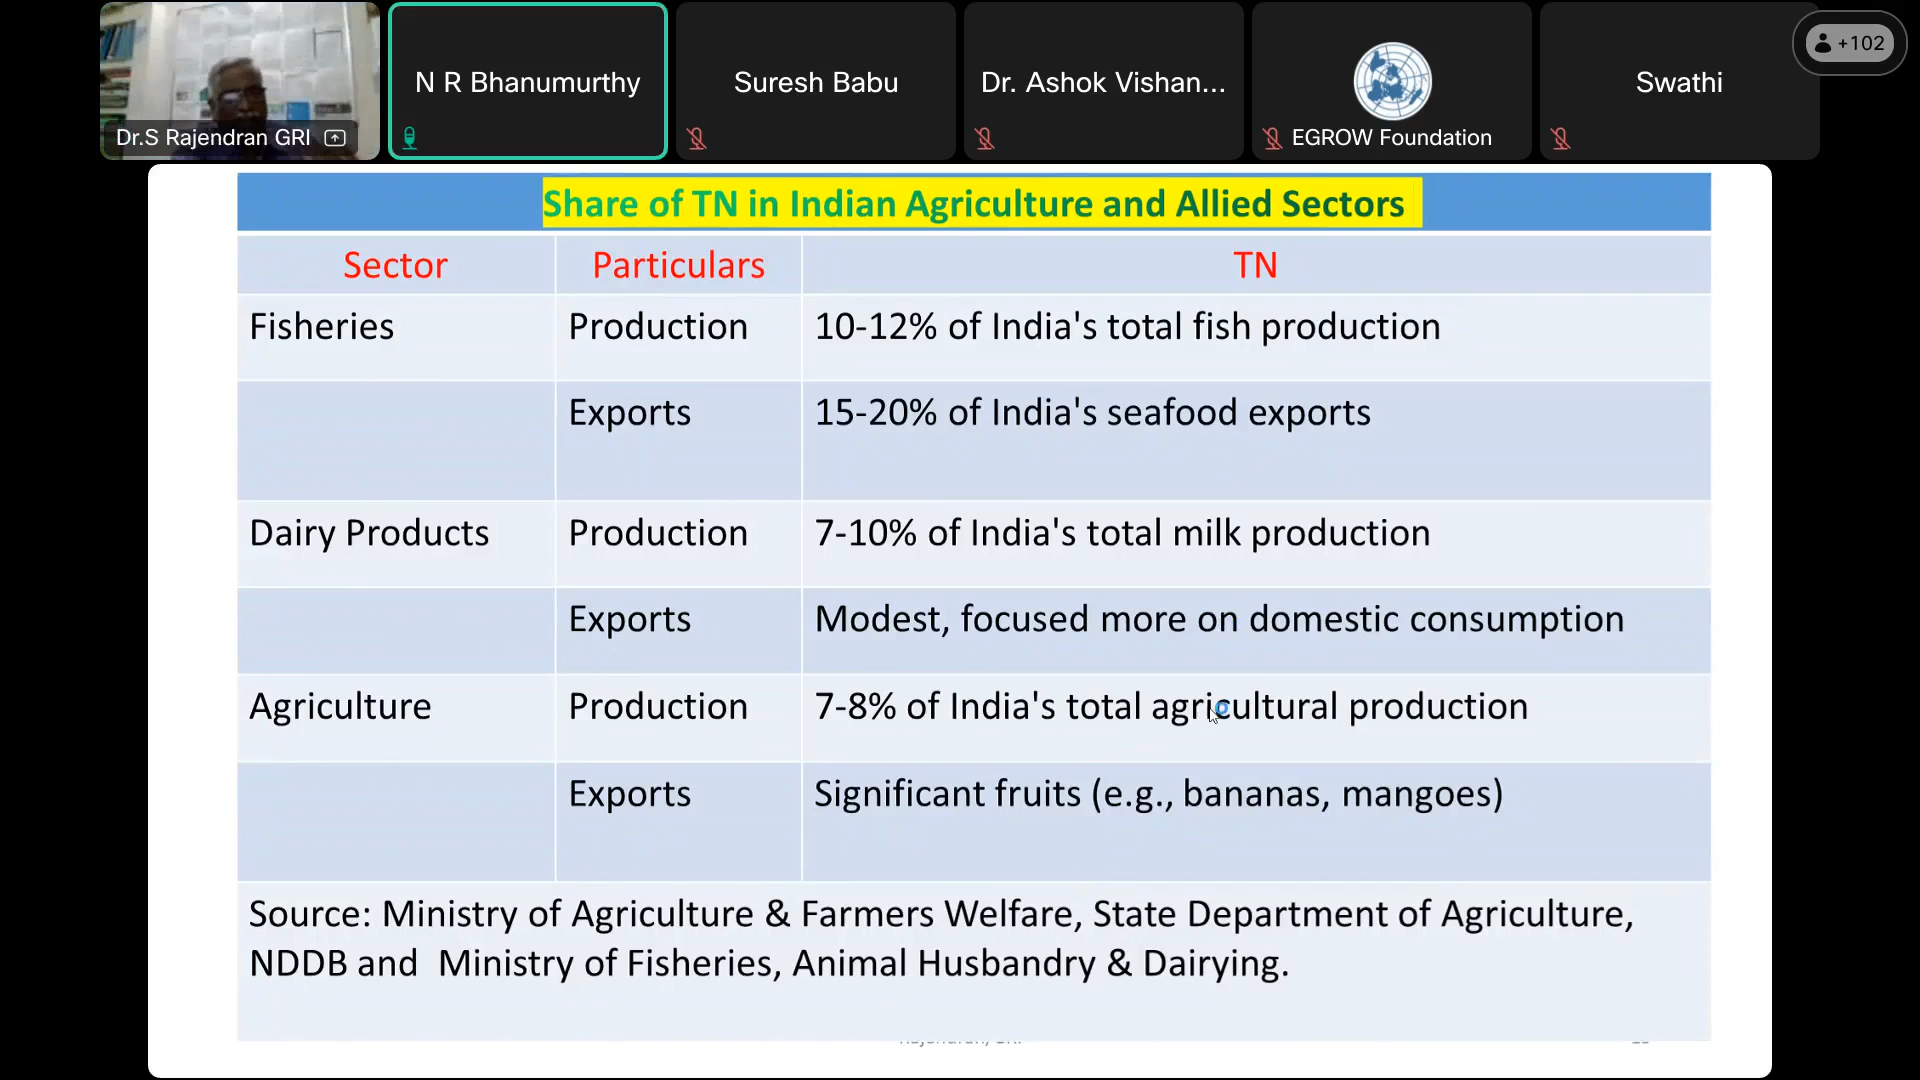 Dr.S Rajendran GRI
N R Bhanumurthy
Suresh Babu
Dr. Ashok Vishan...
EGROW Foundation
Swathi
+102
Share of TN in Indian Agriculture and Allied Sectors
Sector Particulars TN
Fisheries Production 10-12% of India's total fish production
Exports 15-20% of India's seafood exports
Dairy Products Production 7-10% of India's total milk production
Exports Modest, focused more on domestic consumption
Agriculture Production 7-8% of India's total agricultural production
Exports Significant fruits (e.g., bananas, mangoes)
Source: Ministry of Agriculture & Farmers Welfare, State Department of Agriculture,
NDDB and Ministry of Fisheries, Animal Husbandry & Dairying.